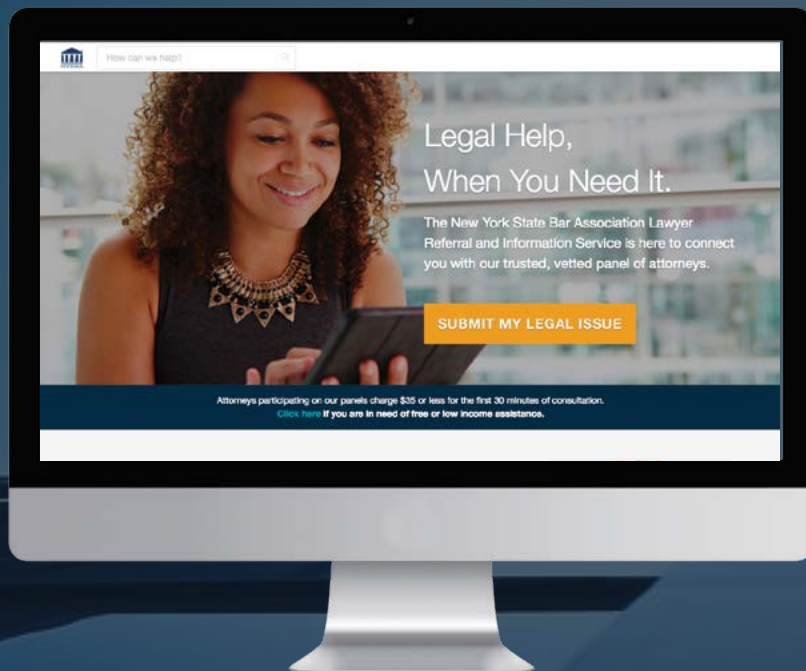 How can we help?
Legal Help,
When You Need It.
The New York State Bar Association Lawyer
Referral and Information Service is here to connect
you with our trusted, vetted panel of attorneys.
SUBMIT MY LEGAL ISSUE
Attorneys participating on our panels charge $35 or less for the first 30 minutes of consultation.
Click here if you are in need of free or low income assistance.